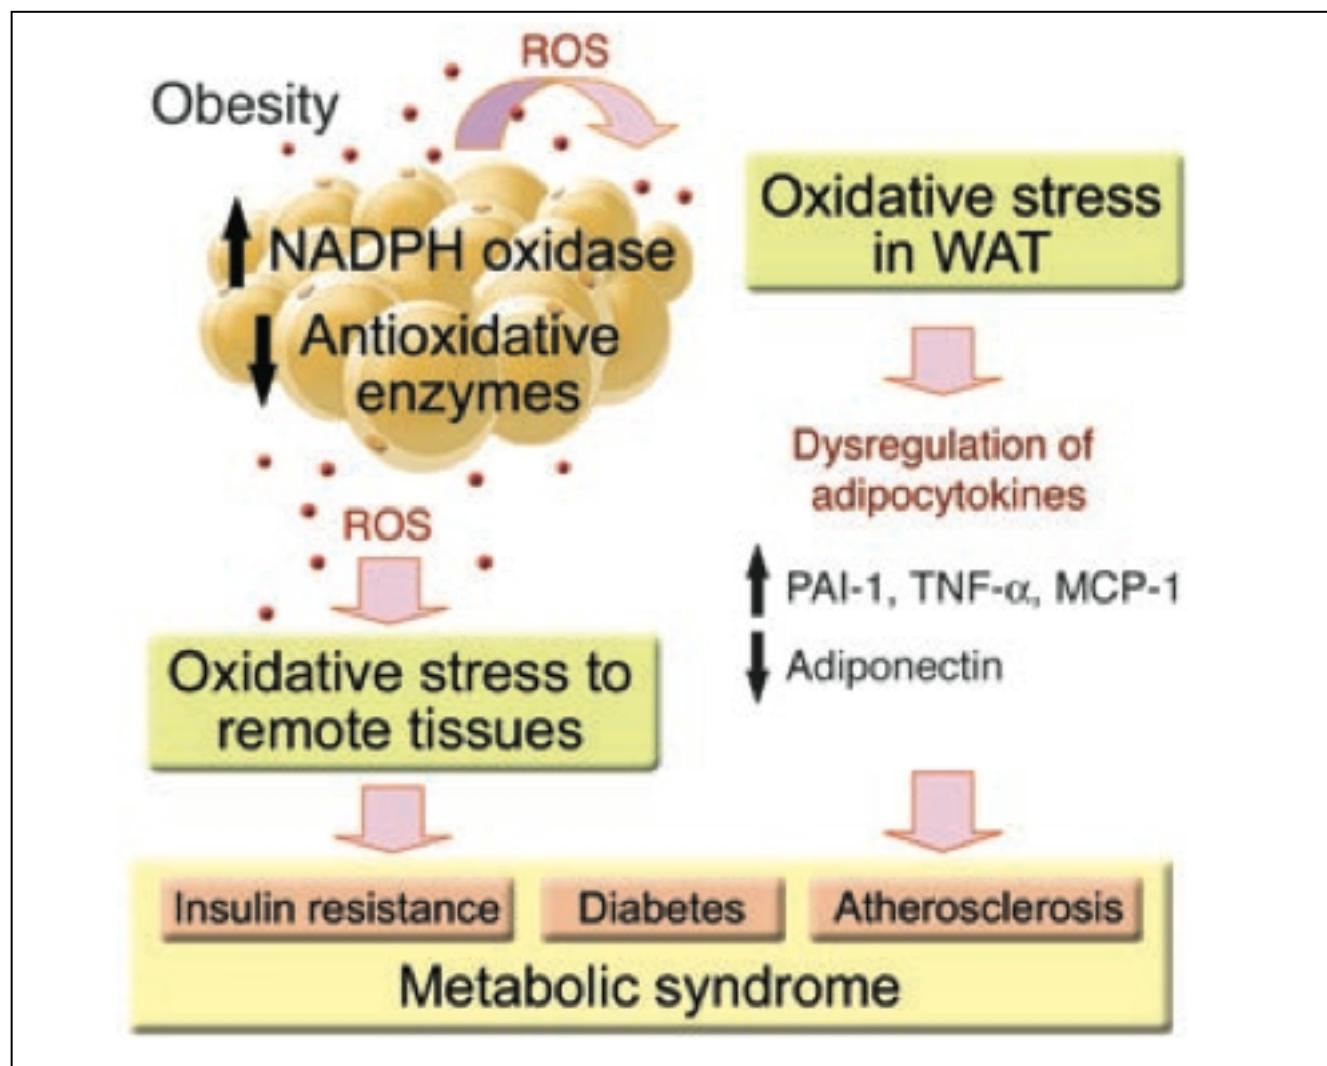 ROS
Obesity
NADPH oxidase
Antioxidative
enzymes
ROS
Oxidative stress to
remote tissues
Oxidative stress
in WAT
Dysregulation of
adipocytokines
PAI-1, TNF-α, MCP-1
Adiponectin
Insulin resistance
Diabetes
Atherosclerosis
Metabolic syndrome